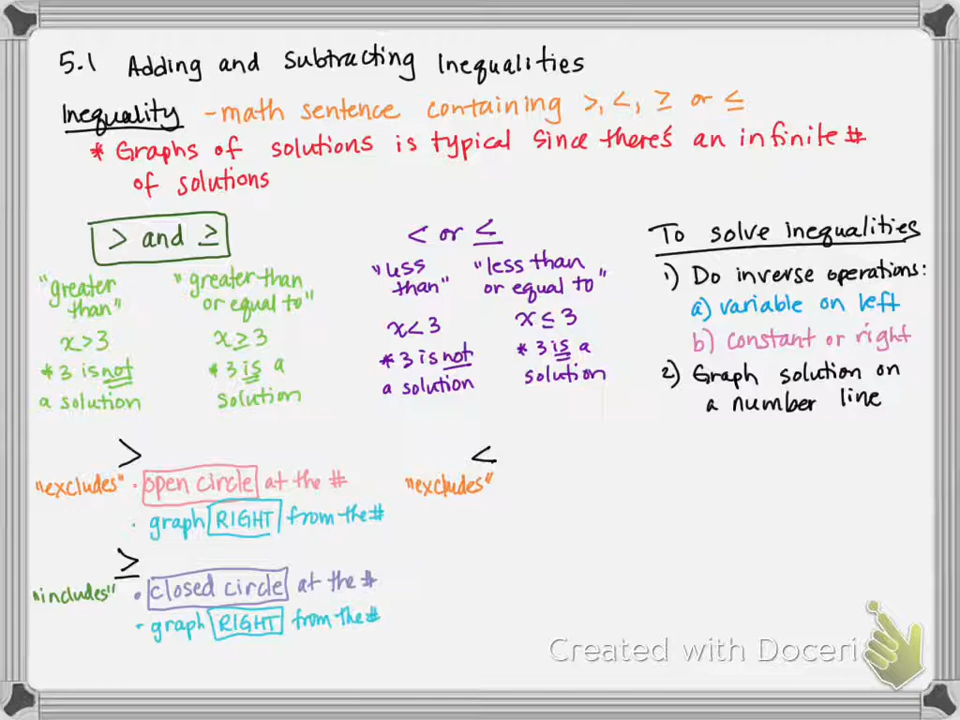 5.1 Adding and Subtracting Inequalities
Inequality - math sentence containing >, <, ≥ or ≤
* Graphs of solutions is typical since there's an infinite #
of solutions
> and ≥
"greater than"
x > 3
* 3 is not
a solution
"greater than
or equal to"
x ≥ 3
* 3 is a
solution
< or ≤
"less
than"
x < 3
* 3 is not
a solution
"less than
or equal to"
x ≤ 3
* 3 is a
solution
To solve inequalities
1) Do inverse operations:
a) variable on left
b) constant or right
2) Graph solution on
a number line
>
"excludes" · open circle at the #
· graph RIGHT from the #
≥
"includes" · closed circle at the #
· graph RIGHT from the #
<
"excludes"
Created with Doceri